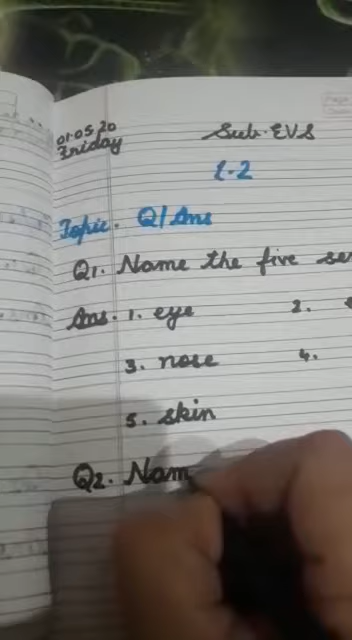 01.05.20
Friday
Sub. EVS
L-2
Topic. Q/Ans
Q1. Name the five
Ans. 1. eye 2.
3. nose 4.
5. skin
Q2. Nam